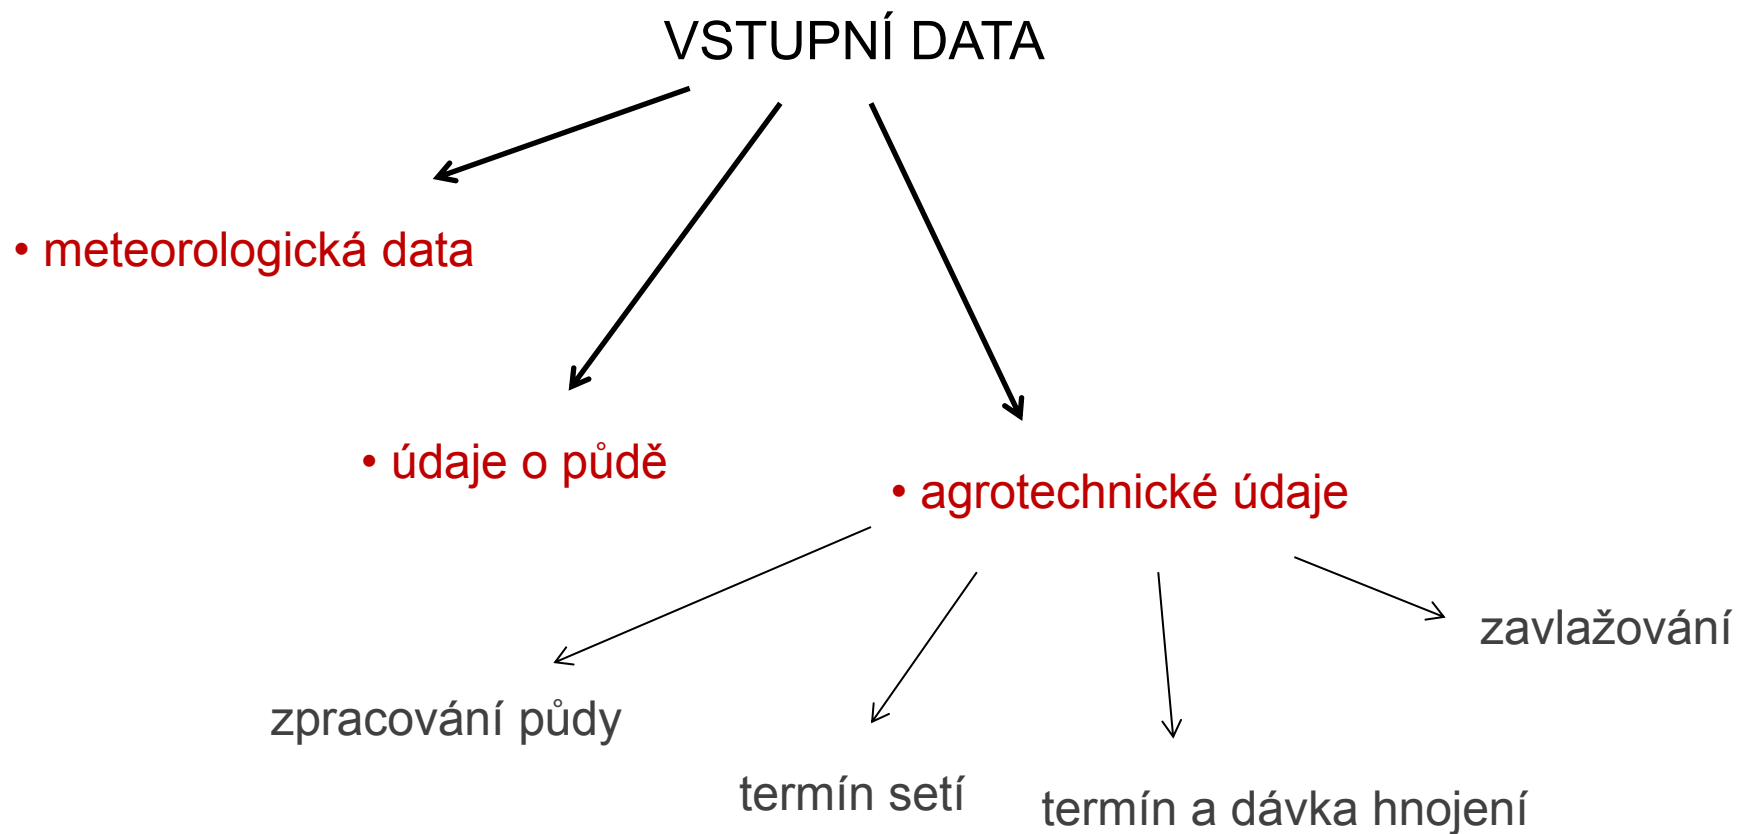 VSTUPNÍ DATA
• meteorologická data
• údaje o půdě
• agrotechnické údaje
zavlažování
zpracování půdy
termín setí
termín a dávka hnojení